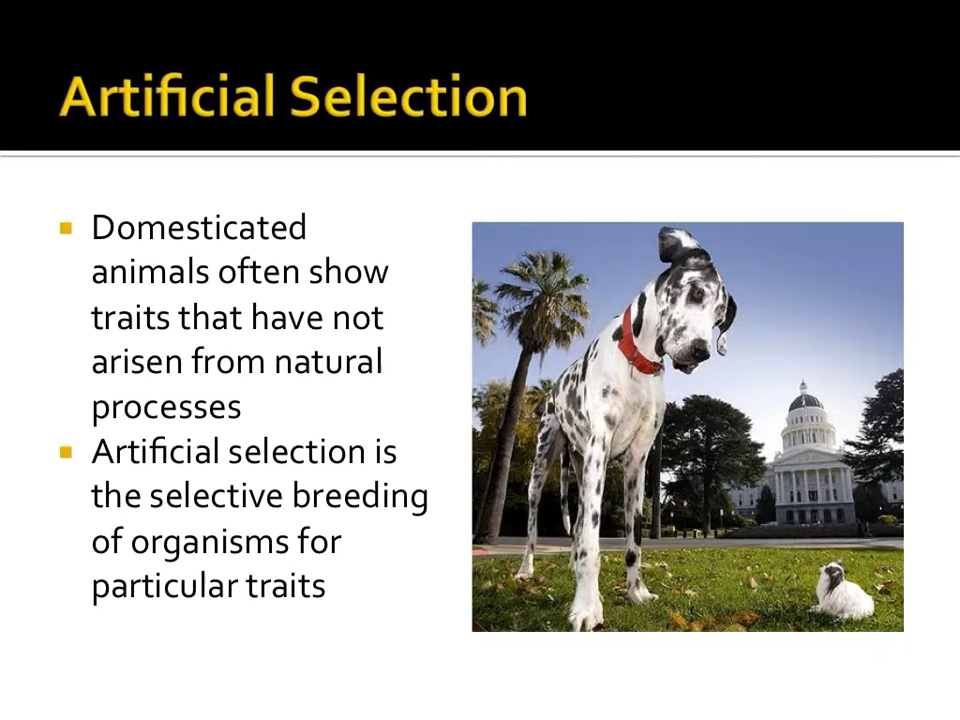 Artificial Selection
Domesticated
animals often show
traits that have not
arisen from natural
processes
Artificial selection is
the selective breeding
of organisms for
particular traits